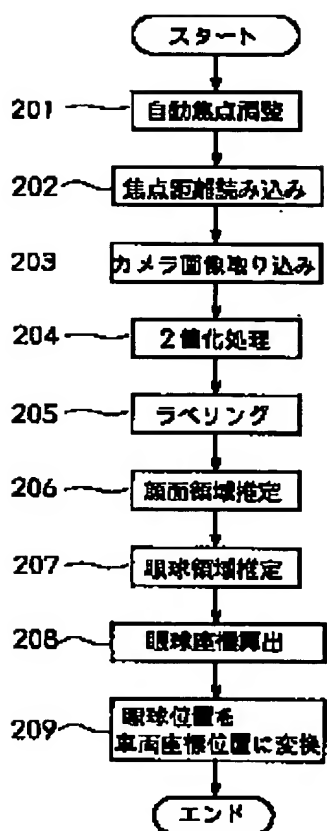 スタート
201 自動焦点調整
202 焦点距離読み込み
203 カメラ画像取り込み
204 2値化処理
205 ラベリング
206 顔面領域推定
207 眼球領域推定
208 眼球座標算出
209 眼球位置を
車両座標位置に変換
エンド